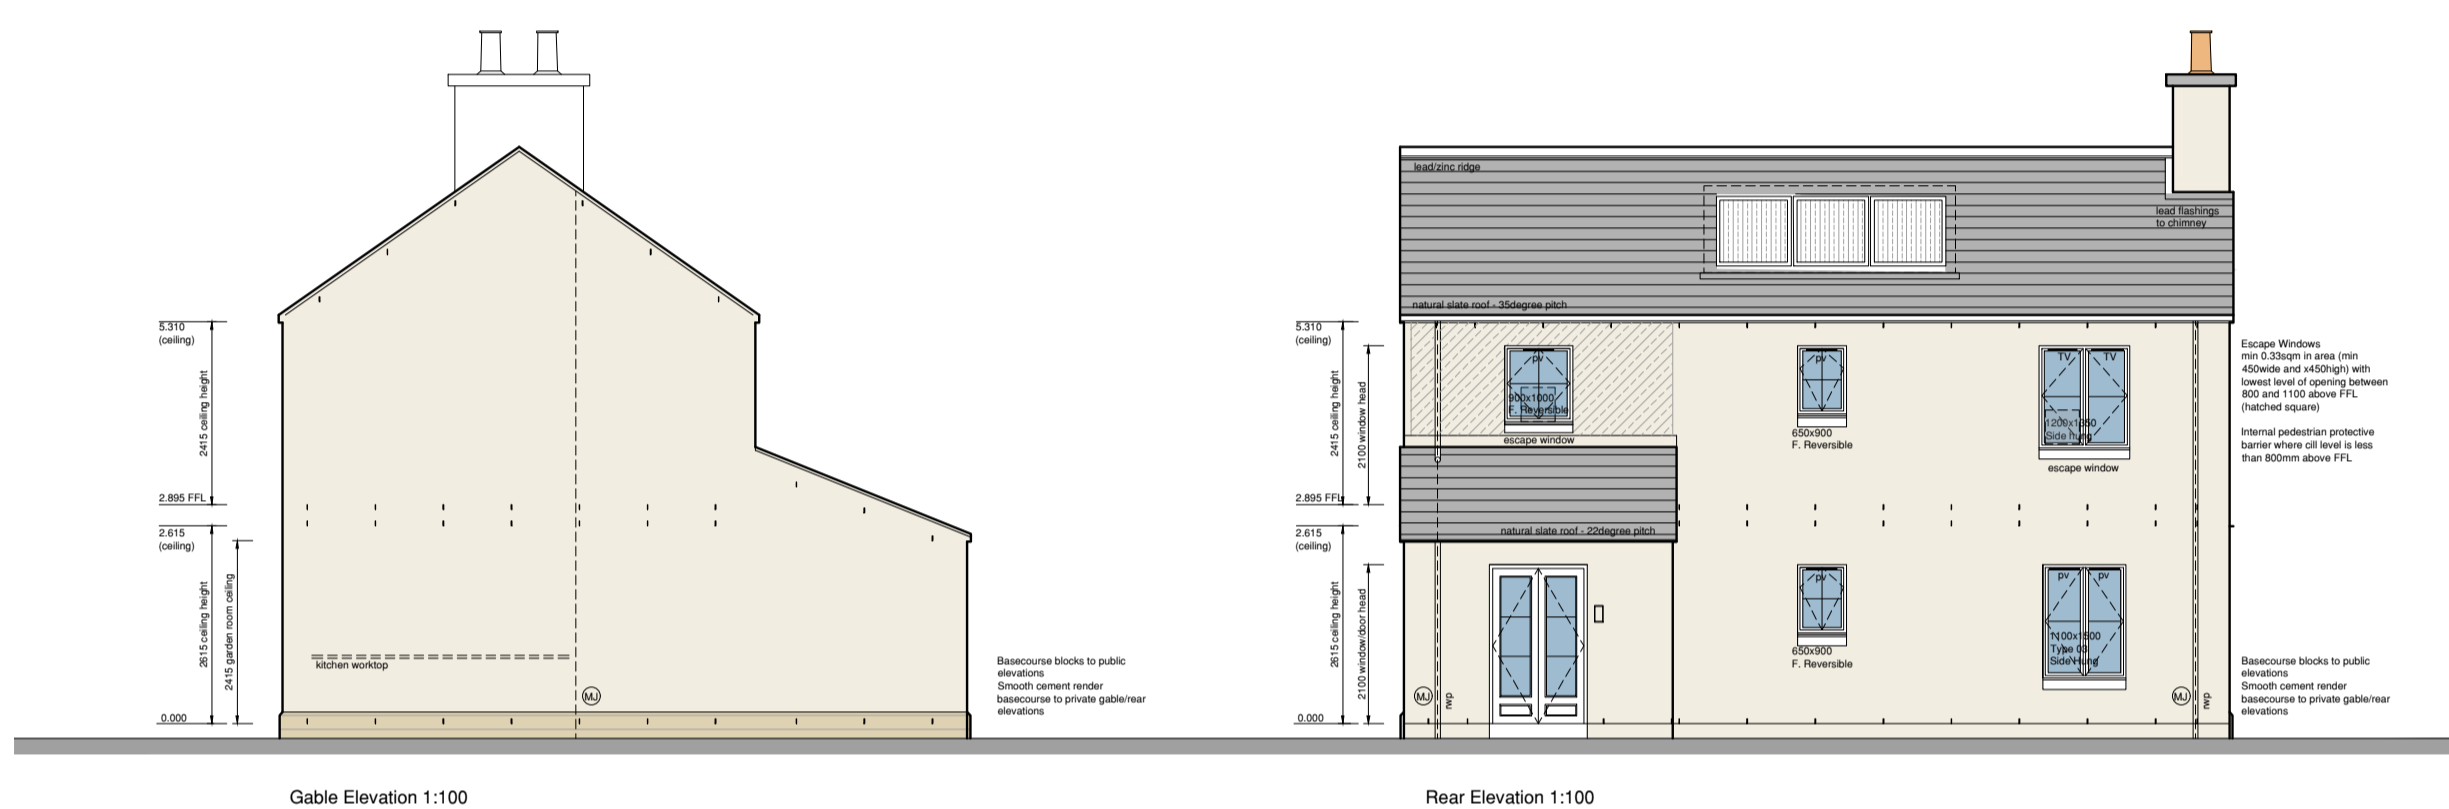 5.310
(ceiling)
2415 ceiling height
2.895 FFL
2.615
(ceiling)
2615 ceiling height
2415 garden room ceiling
0.000
kitchen worktop
MJ
Basecourse blocks to public
elevations
Smooth cement render
basecourse to private gable/rear
elevations
Gable Elevation 1:100
lead/zinc ridge
lead flashings
to chimney
natural slate roof - 35degree pitch
5.310
(ceiling)
2415 ceiling height
2100 window head
2.895 FFL
2.615
(ceiling)
2615 ceiling height
2100 window/door head
0.000
pv
900x1000
F. Reversible
escape window
pv
650x900
F. Reversible
TV TV
1200x1350
Side hung
escape window
natural slate roof - 22degree pitch
pv
650x900
F. Reversible
pv pv
1100x1500
Type 03
Side Hung
MJ
rwp
MJ
rwp
Escape Windows
min 0.33sqm in area (min
450wide and x450high) with
lowest level of opening between
800 and 1100 above FFL
(hatched square)
Internal pedestrian protective
barrier where cill level is less
than 800mm above FFL
Basecourse blocks to public
elevations
Smooth cement render
basecourse to private gable/rear
elevations
Rear Elevation 1:100